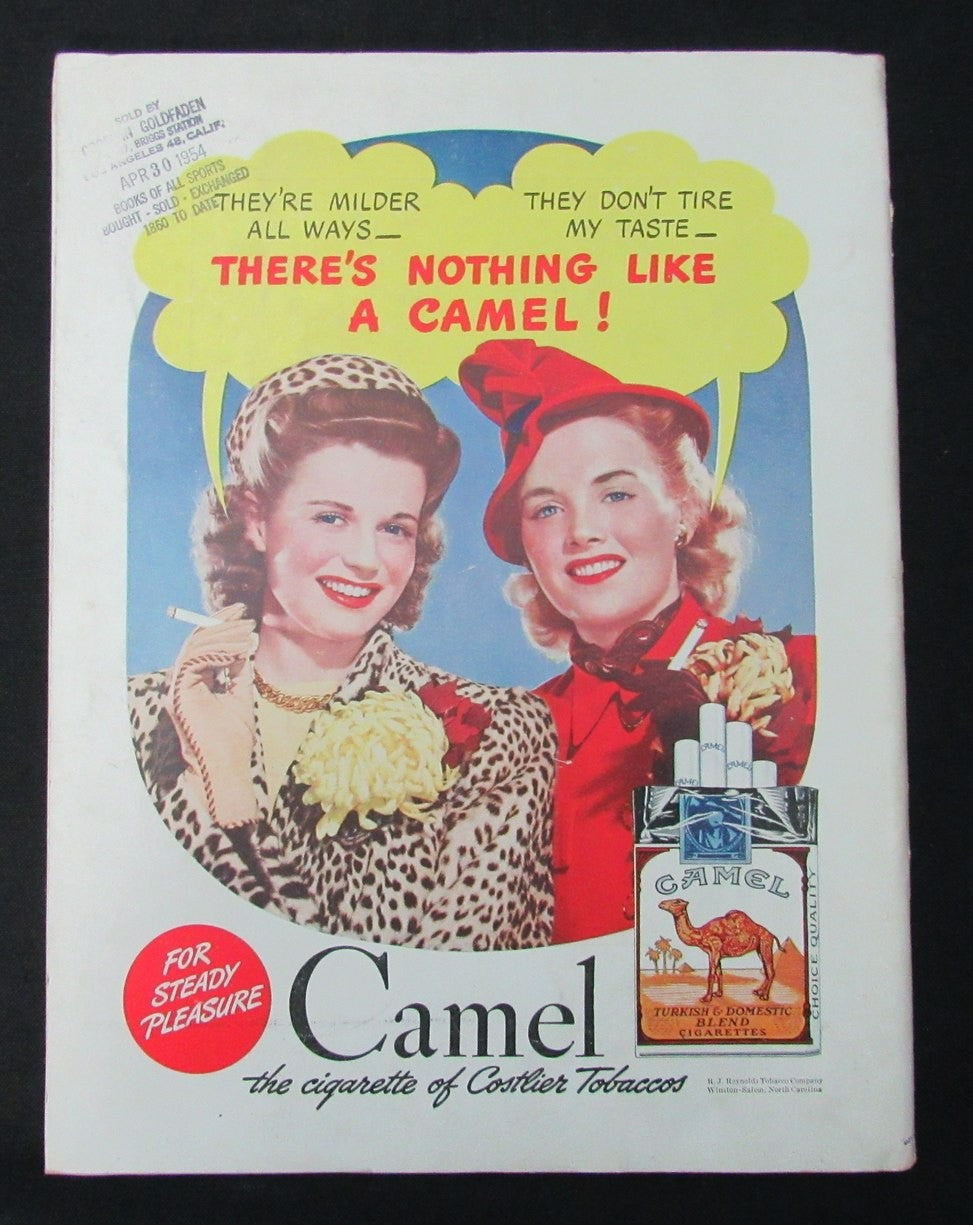 SOLD BY
GOLDFADEN
BRIGGS STATION
ANGELES 48, CALIF.
APR 30 1954
BOOKS OF ALL SPORTS
BOUGHT - SOLD - EXCHANGED
1860 TO DATE
THEY'RE MILDER
ALL WAYS—
THEY DON'T TIRE
MY TASTE—
THERE'S NOTHING LIKE
A CAMEL!
CAMEL
CAMEL
CAMEL
CHOICE QUALITY
TURKISH & DOMESTIC
BLEND
CIGARETTES
FOR
STEADY
PLEASURE
Camel
the cigarette of Costlier Tobaccos
R. J. Reynolds Tobacco Company
Winston-Salem, North Carolina